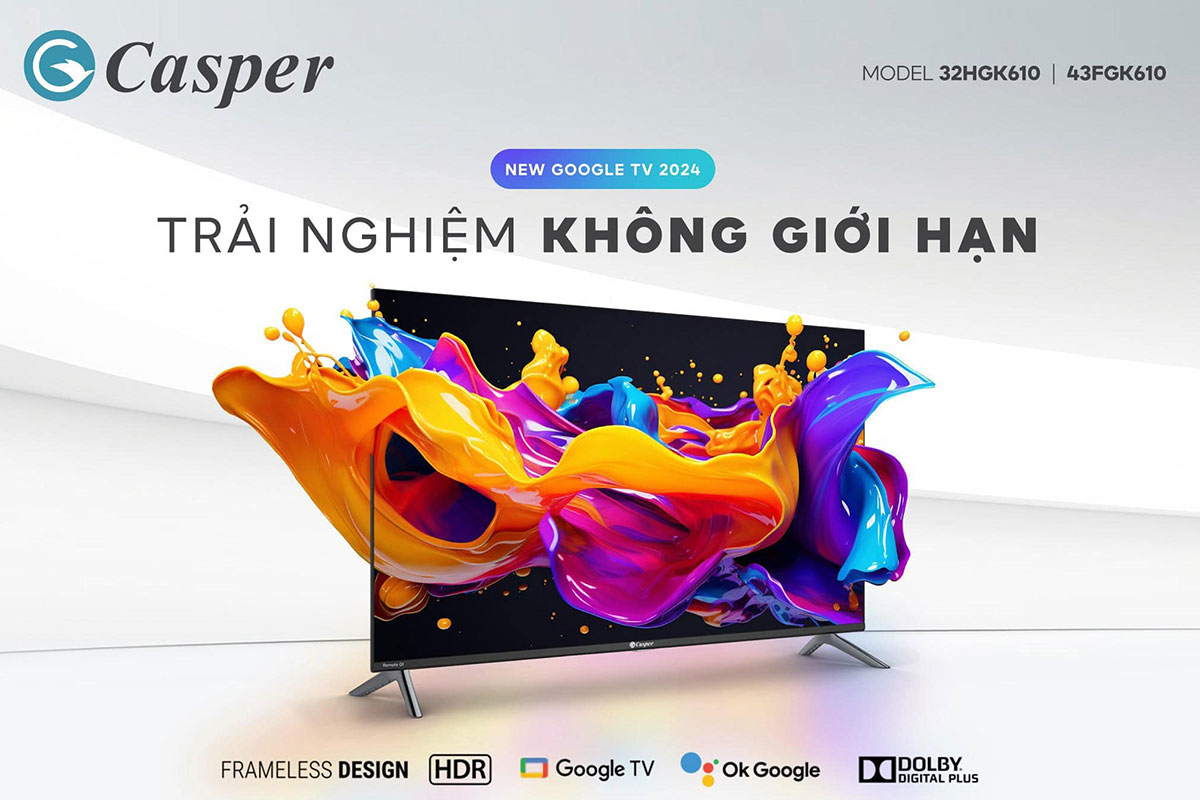 Casper
MODEL 32HGK610 | 43FGK610
NEW GOOGLE TV 2024
TRẢI NGHIỆM KHÔNG GIỚI HẠN
Casper
FRAMELESS DESIGN HDR Google TV Ok Google DOLBY
DIGITAL PLUS